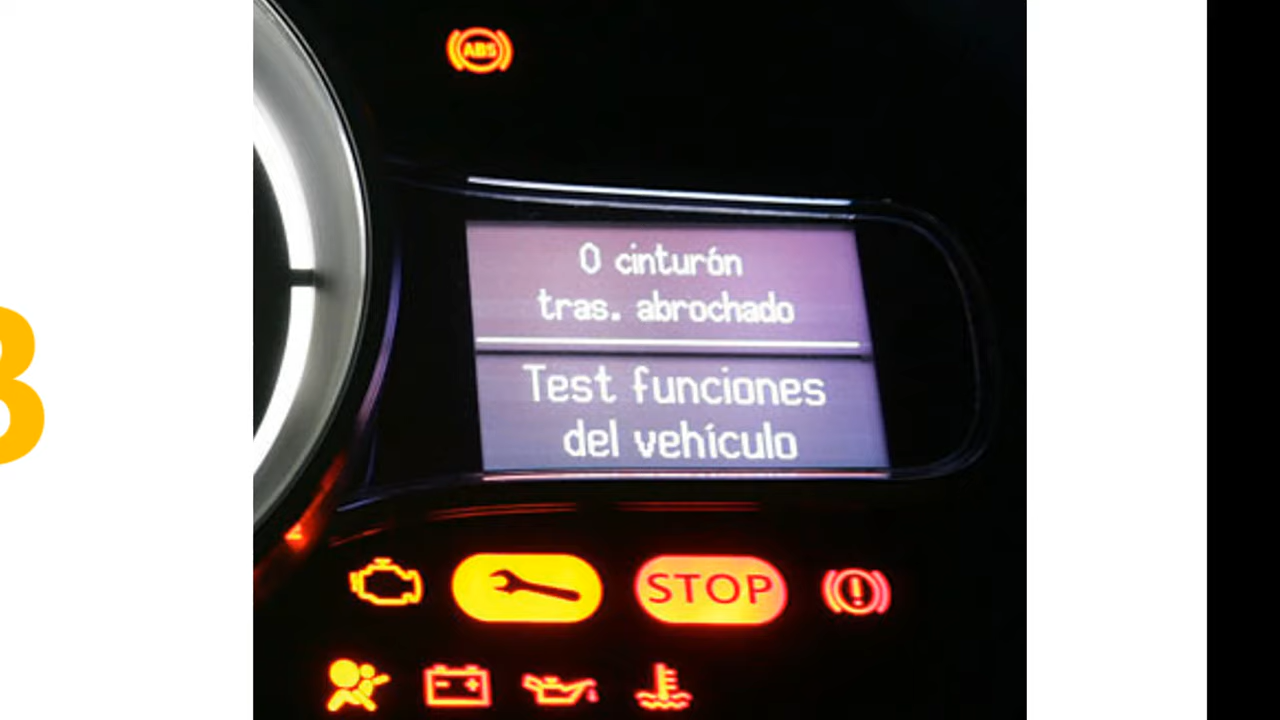 ABS
0 cinturón
tras. abrochado
Test funciones
del vehículo
STOP